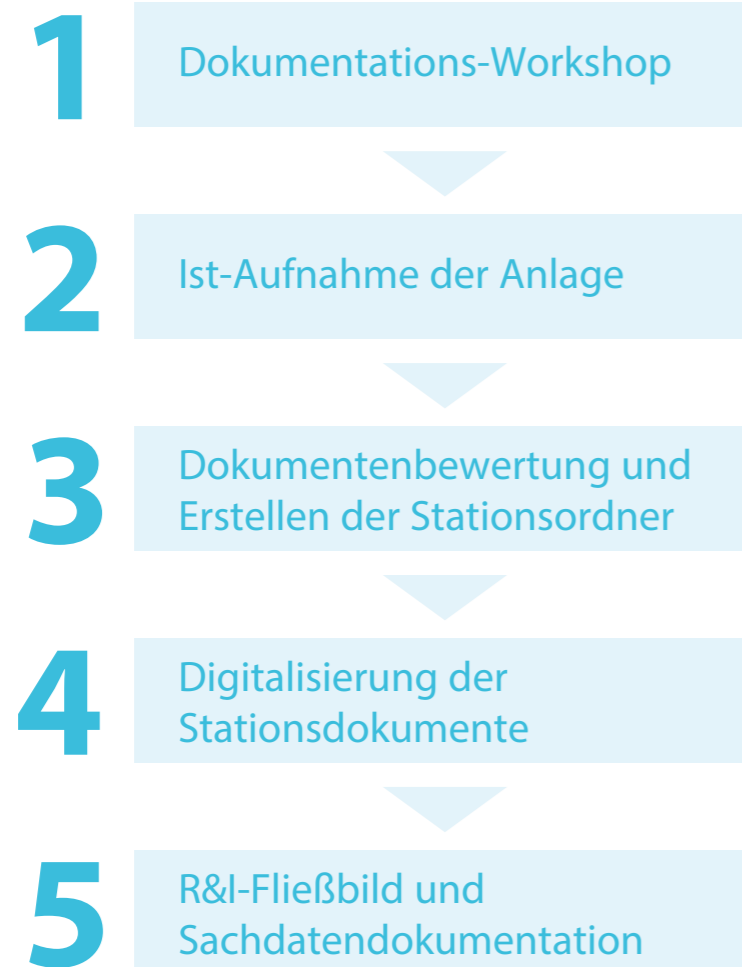 1
Dokumentations-Workshop
2
Ist-Aufnahme der Anlage
3
Dokumentenbewertung und
Erstellen der Stationsordner
4
Digitalisierung der
Stationsdokumente
5
R&I-Fließbild und
Sachdatendokumentation